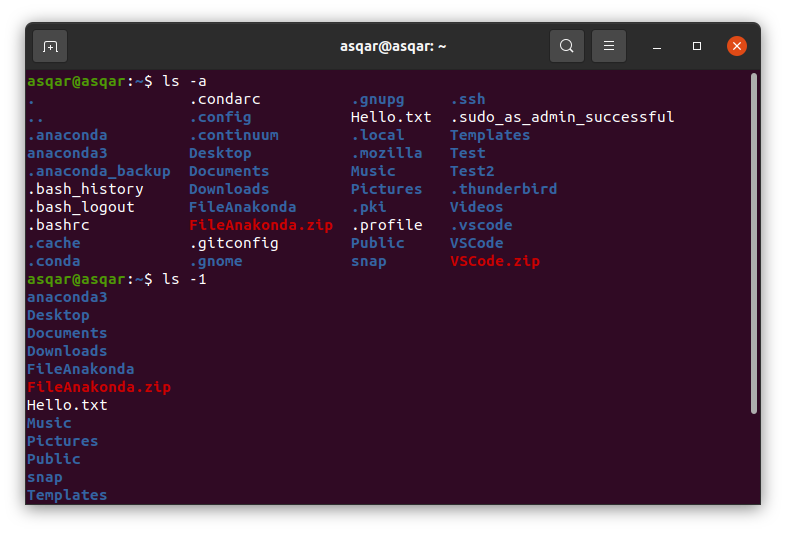 asqar@asqar: ~
asqar@asqar:~$ ls -a
. .condarc .gnupg .ssh
.. .config Hello.txt .sudo_as_admin_successful
.anaconda .continuum .local Templates
anaconda3 Desktop .mozilla Test
.anaconda_backup Documents Music Test2
.bash_history Downloads Pictures .thunderbird
.bash_logout FileAnakonda .pki Videos
.bashrc FileAnakonda.zip .profile .vscode
.cache .gitconfig Public VSCode
.conda .gnome snap VSCode.zip
asqar@asqar:~$ ls -1
anaconda3
Desktop
Documents
Downloads
FileAnakonda
FileAnakonda.zip
Hello.txt
Music
Pictures
Public
snap
Templates